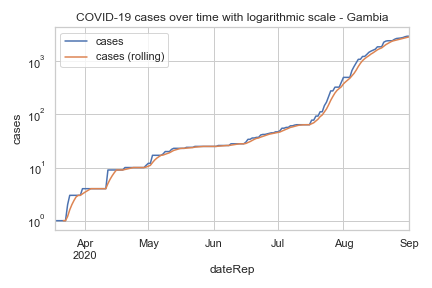 COVID-19 cases over time with logarithmic scale - Gambia
cases
cases (rolling)
10³
10²
10¹
10⁰
cases
Apr
2020
May
Jun
Jul
Aug
Sep
dateRep